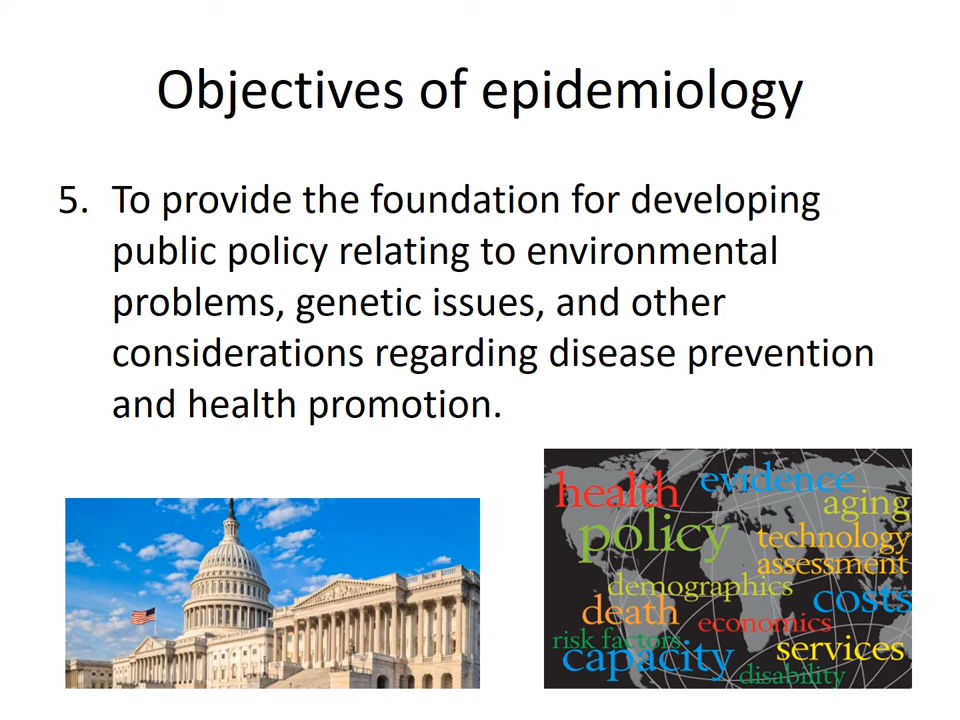 Objectives of epidemiology
5. To provide the foundation for developing
public policy relating to environmental
problems, genetic issues, and other
considerations regarding disease prevention
and health promotion.
health
evidence
aging
policy
technology
assessment
demographics
costs
death
economics
risk factors
services
capacity
disability